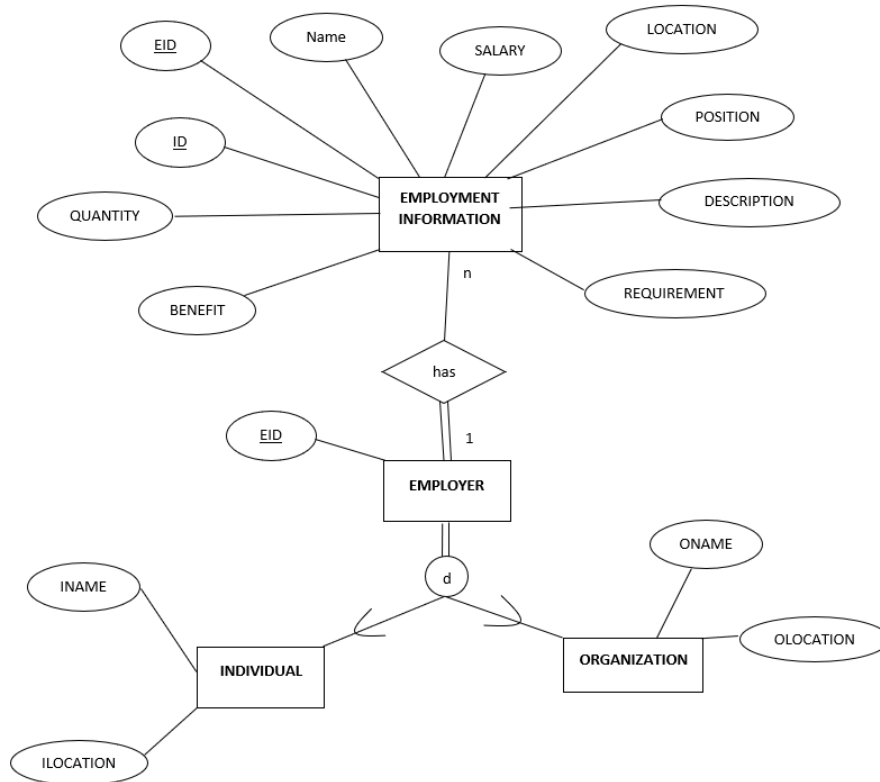 EID
Name
SALARY
LOCATION
ID
POSITION
QUANTITY
EMPLOYMENT
INFORMATION
DESCRIPTION
BENEFIT
n
REQUIREMENT
has
EID
1
EMPLOYER
ONAME
INAME
d
OLOCATION
INDIVIDUAL
ORGANIZATION
ILOCATION